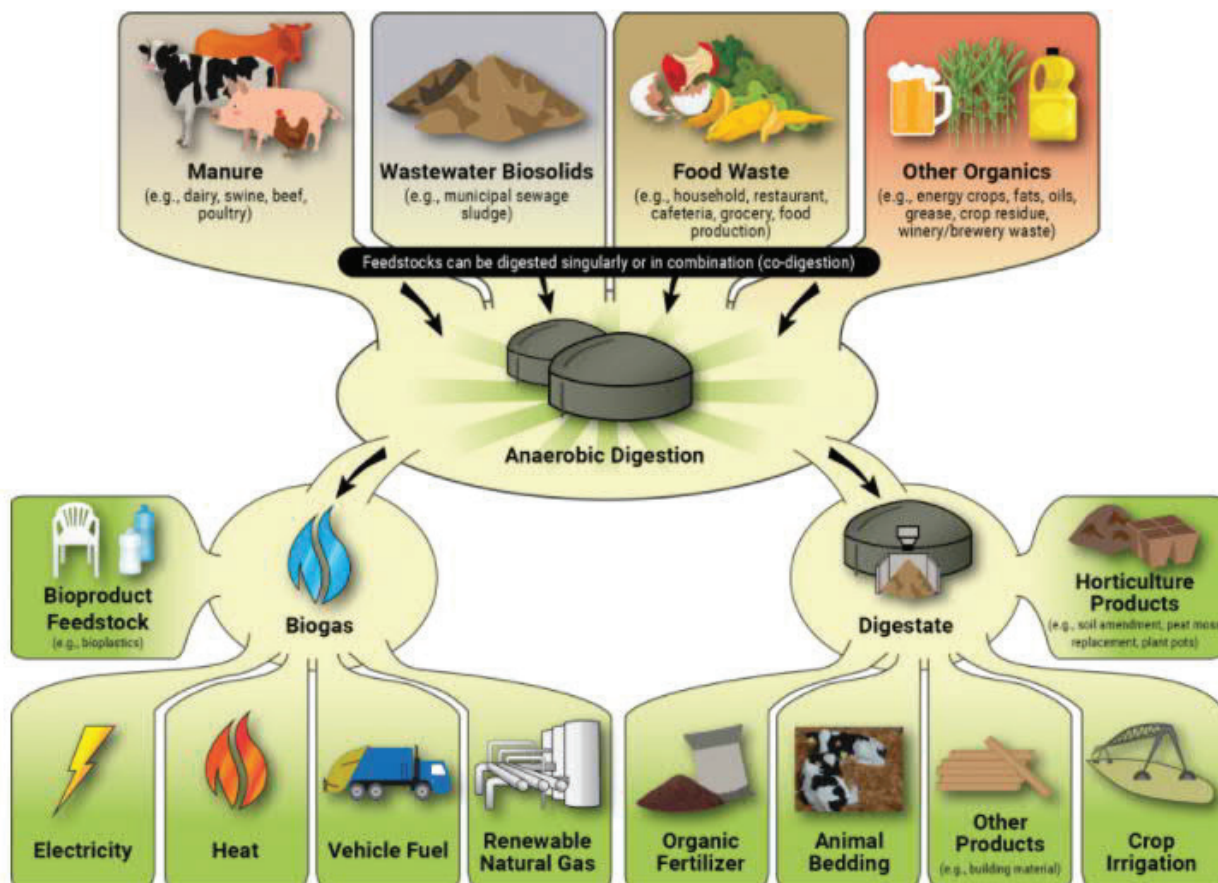 Manure
(e.g., dairy, swine, beef,
poultry)
Wastewater Biosolids
(e.g., municipal sewage
sludge)
Food Waste
(e.g., household, restaurant,
cafeteria, grocery, food
production)
Other Organics
(e.g., energy crops, fats, oils,
grease, crop residue,
winery/brewery waste)
Feedstocks can be digested singularly or in combination (co-digestion)
Anaerobic Digestion
Bioproduct
Feedstock
(e.g., bioplastics)
Biogas
Digestate
Horticulture
Products
(e.g., soil amendment, peat moss
replacement, plant pots)
Electricity
Heat
Vehicle Fuel
Renewable
Natural Gas
Organic
Fertilizer
Animal
Bedding
Other
Products
(e.g., building material)
Crop
Irrigation